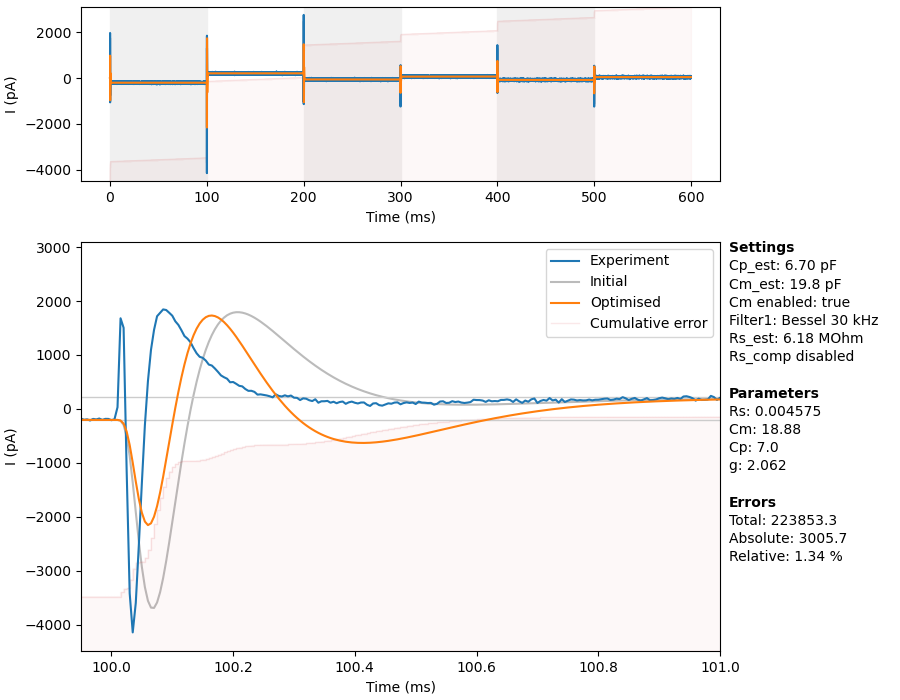 2000
0
−2000
−4000
I (pA)
0 100 200 300 400 500 600
Time (ms)
3000
2000
1000
0
−1000
−2000
−3000
−4000
I (pA)
Experiment
Initial
Optimised
Cumulative error
100.0 100.2 100.4 100.6 100.8 101.0
Time (ms)
Settings
Cp_est: 6.70 pF
Cm_est: 19.8 pF
Cm enabled: true
Filter1: Bessel 30 kHz
Rs_est: 6.18 MOhm
Rs_comp disabled
Parameters
Rs: 0.004575
Cm: 18.88
Cp: 7.0
g: 2.062
Errors
Total: 223853.3
Absolute: 3005.7
Relative: 1.34 %